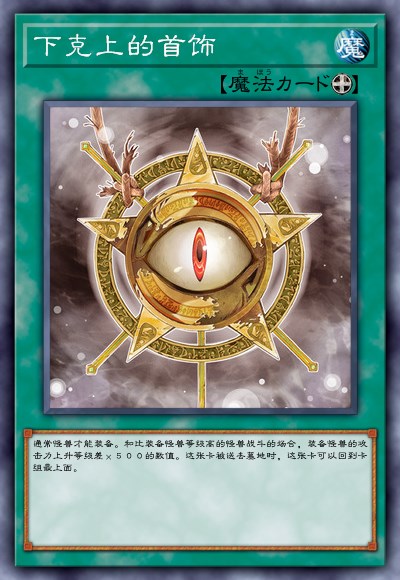 下克上的首饰
魔
【魔法カード】
まほう
通常怪兽才能装备。和比装备怪兽等级高的怪兽战斗的场合，装备怪兽的攻
击力上升等级差×５００的数值。这张卡被送去墓地时，这张卡可以回到卡
组最上面。